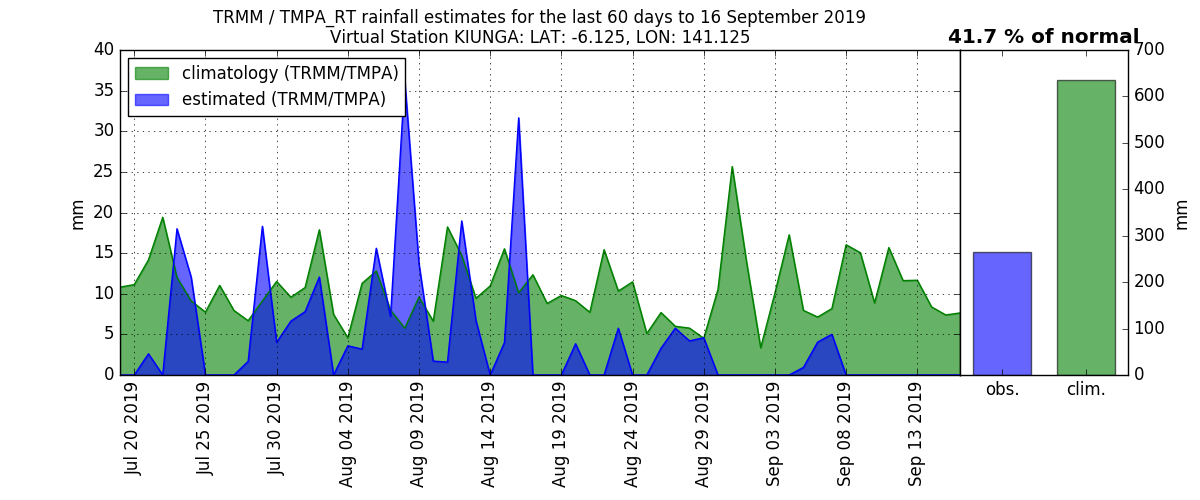 TRMM / TMPA_RT rainfall estimates for the last 60 days to 16 September 2019
Virtual Station KIUNGA: LAT: -6.125, LON: 141.125
41.7 % of normal
climatology (TRMM/TMPA)
estimated (TRMM/TMPA)
40
35
30
25
20
15
10
5
0
mm
Jul 20 2019
Jul 25 2019
Jul 30 2019
Aug 04 2019
Aug 09 2019
Aug 14 2019
Aug 19 2019
Aug 24 2019
Aug 29 2019
Sep 03 2019
Sep 08 2019
Sep 13 2019
700
600
500
400
300
200
100
0
mm
obs.
clim.